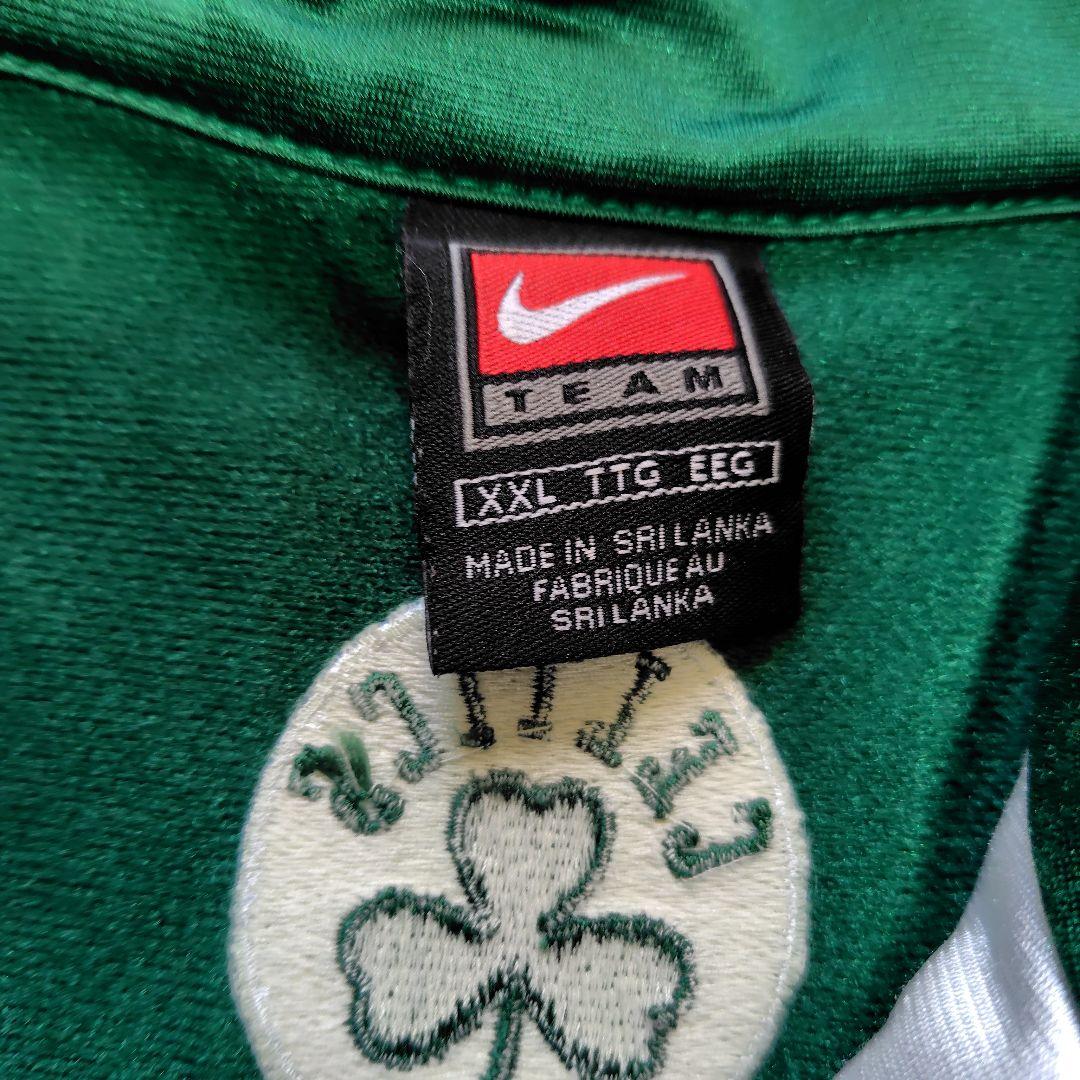 TEAM
XXL TTG EEG
MADE IN SRI LANKA
FABRIQUE AU
SRI LANKA